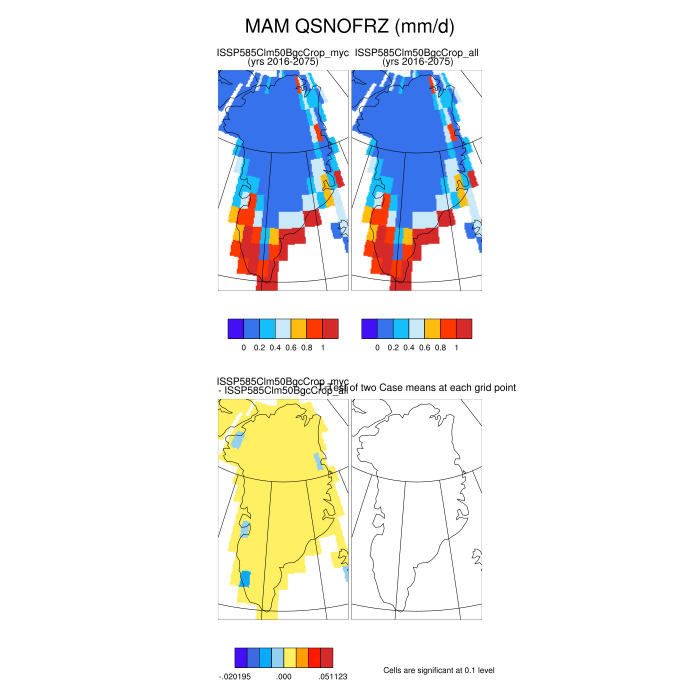 MAM QSNOFRZ (mm/d)
ISSP585Clm50BgcCrop_myc ISSP585Clm50BgcCrop_all
(yrs 2016-2075) (yrs 2016-2075)
0 0.2 0.4 0.6 0.8 1 0 0.2 0.4 0.6 0.8 1
ISSP585Clm50BgcCrop_myc
- ISSP585Clm50BgcCrop_all
of two Case means at each grid point
-.020195 .000 .051123
Cells are significant at 0.1 level